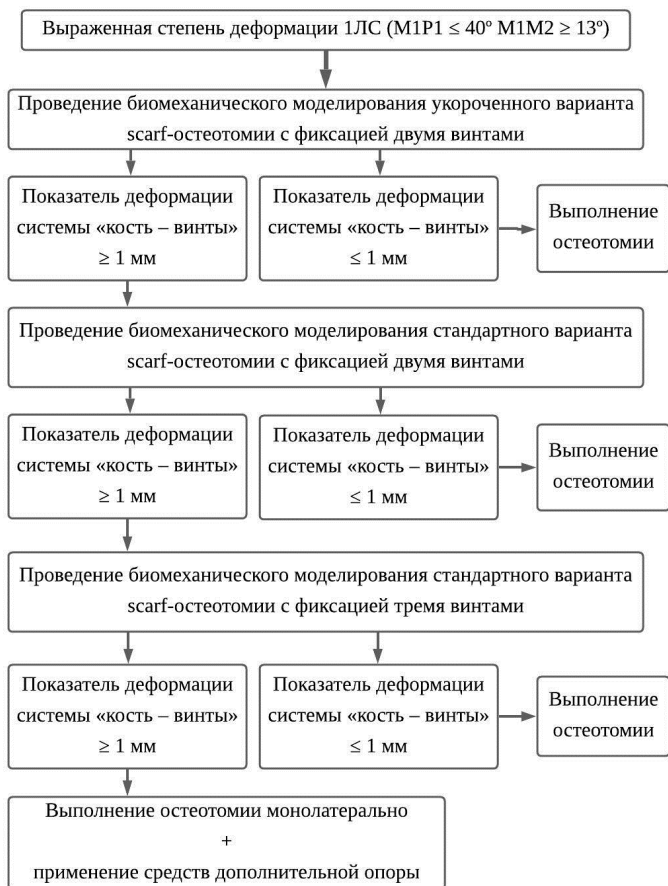 Выраженная степень деформации 1ЛС (М1Р1 ≤ 40º М1М2 ≥ 13º)
Проведение биомеханического моделирования укороченного варианта
scarf-остеотомии с фиксацией двумя винтами
Показатель деформации
системы «кость – винты»
≥ 1 мм
Показатель деформации
системы «кость – винты»
≤ 1 мм
Выполнение
остеотомии
Проведение биомеханического моделирования стандартного варианта
scarf-остеотомии с фиксацией двумя винтами
Показатель деформации
системы «кость – винты»
≥ 1 мм
Показатель деформации
системы «кость – винты»
≤ 1 мм
Выполнение
остеотомии
Проведение биомеханического моделирования стандартного варианта
scarf-остеотомии с фиксацией тремя винтами
Показатель деформации
системы «кость – винты»
≥ 1 мм
Показатель деформации
системы «кость – винты»
≤ 1 мм
Выполнение
остеотомии
Выполнение остеотомии монолатерально
+
применение средств дополнительной опоры